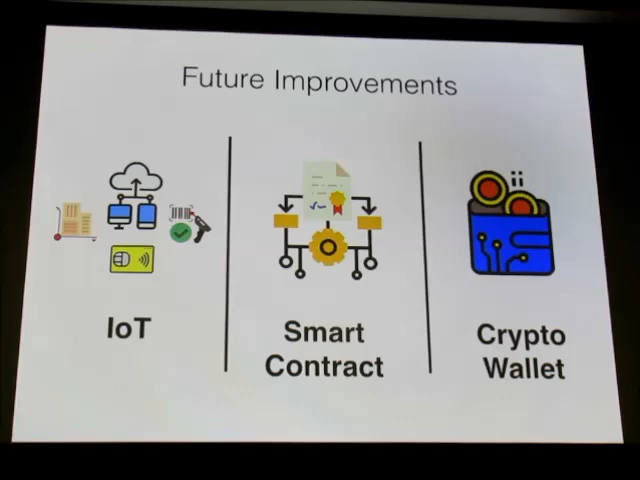 Future Improvements
IoT
Smart
Contract
Crypto
Wallet